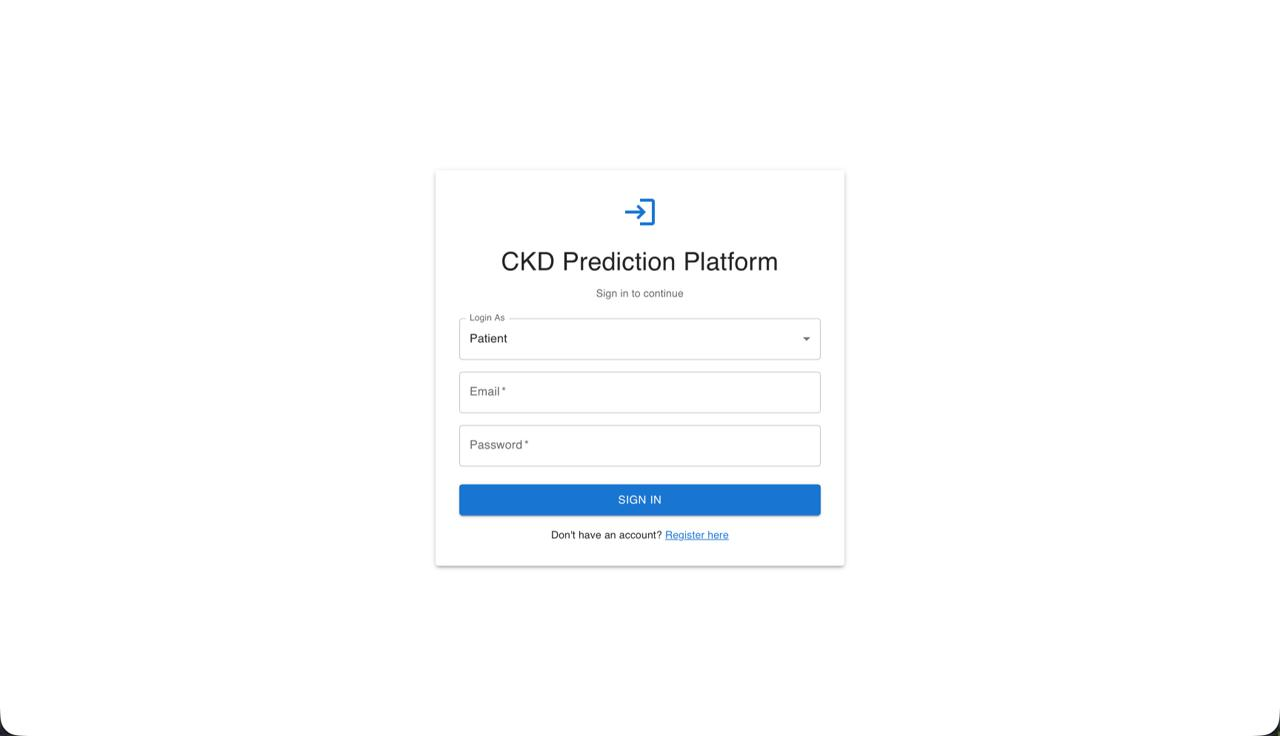 CKD Prediction Platform
Sign in to continue
Login As
Patient
Email *
Password *
SIGN IN
Don't have an account? Register here